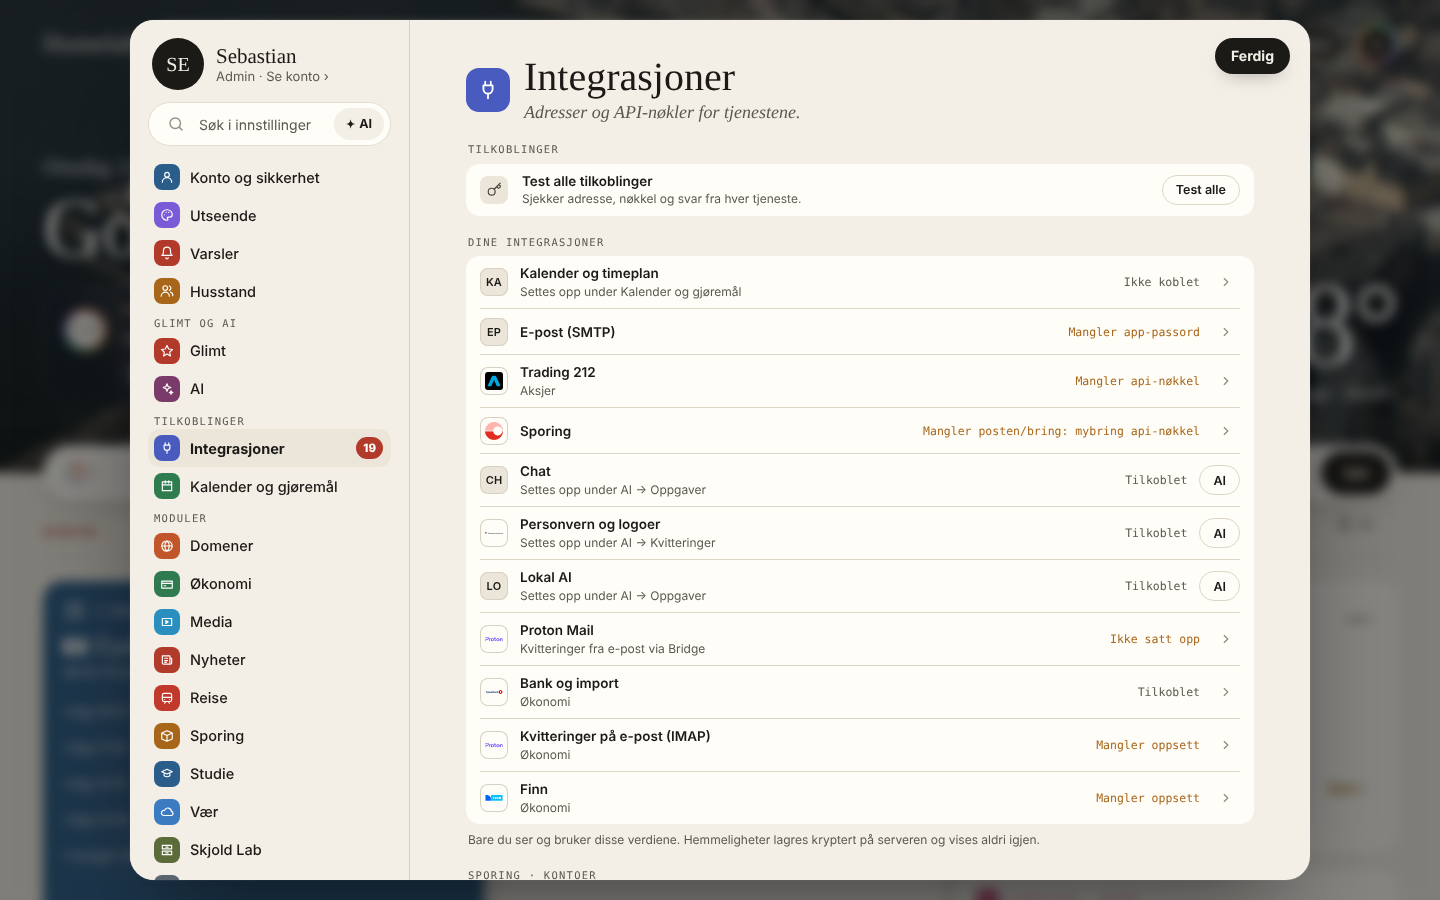 SE
Sebastian
Admin · Se konto ›
Søk i innstillinger
AI
Konto og sikkerhet
Utseende
Varsler
Husstand
GLIMT OG AI
Glimt
AI
TILKOBLINGER
Integrasjoner
19
Kalender og gjøremål
MODULER
Domener
Økonomi
Media
Nyheter
Reise
Sporing
Studie
Vær
Skjold Lab
Ferdig
Integrasjoner
Adresser og API-nøkler for tjenestene.
TILKOBLINGER
Test alle tilkoblinger
Sjekker adresse, nøkkel og svar fra hver tjeneste.
Test alle
DINE INTEGRASJONER
KA
Kalender og timeplan
Settes opp under Kalender og gjøremål
Ikke koblet
EP
E-post (SMTP)
Mangler app-passord
Trading 212
Aksjer
Mangler api-nøkkel
Sporing
Mangler posten/bring: mybring api-nøkkel
CH
Chat
Settes opp under AI → Oppgaver
Tilkoblet
AI
Personvern og logoer
Settes opp under AI → Kvitteringer
Tilkoblet
AI
LO
Lokal AI
Settes opp under AI → Oppgaver
Tilkoblet
AI
Proton
Proton Mail
Kvitteringer fra e-post via Bridge
Ikke satt opp
Bank og import
Økonomi
Tilkoblet
Proton
Kvitteringer på e-post (IMAP)
Økonomi
Mangler oppsett
Finn
Økonomi
Mangler oppsett
Bare du ser og bruker disse verdiene. Hemmeligheter lagres kryptert på serveren og vises aldri igjen.
SPORING · KONTOER
8°